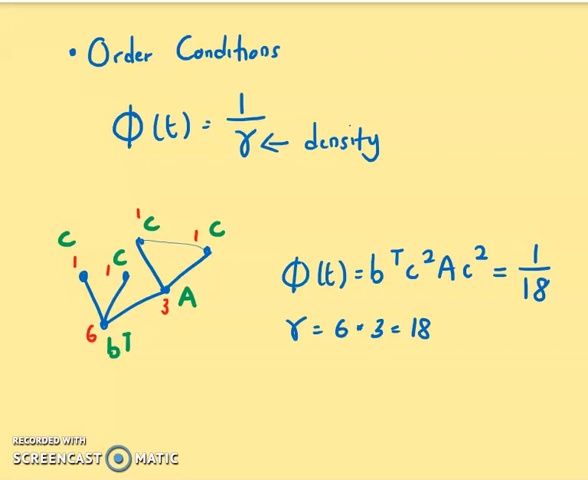 • Order Conditions
Φ(t) = 1/γ ← density
C 1 1 C 1 C 1 C
6 bT 3 A
Φ(t) = bᵀc²Ac² = 1/18
γ = 6 * 3 = 18
RECORDED WITH
SCREENCAST MATIC